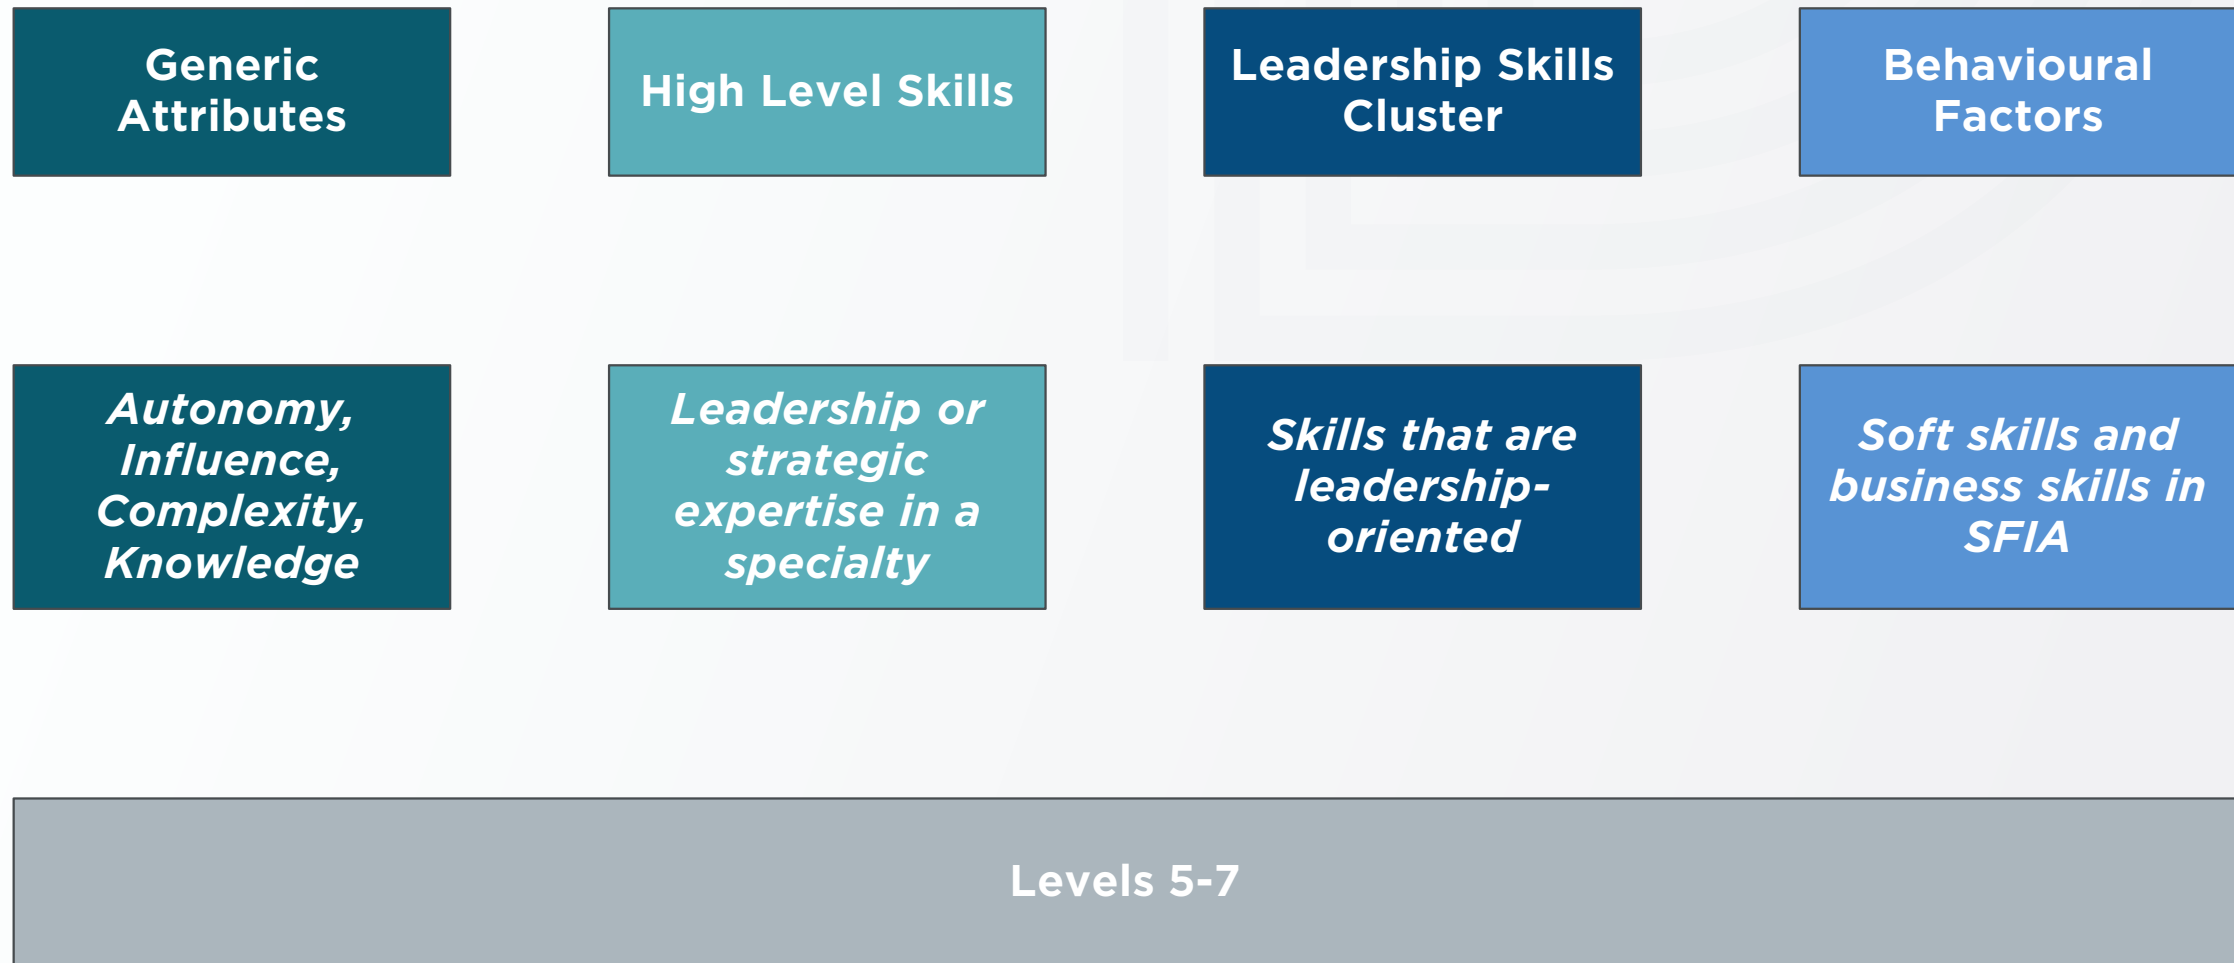 Generic
Attributes
High Level Skills
Leadership Skills
Cluster
Behavioural
Factors
Autonomy,
Influence,
Complexity,
Knowledge
Leadership or
strategic
expertise in a
specialty
Skills that are
leadership-
oriented
Soft skills and
business skills in
SFIA
Levels 5-7